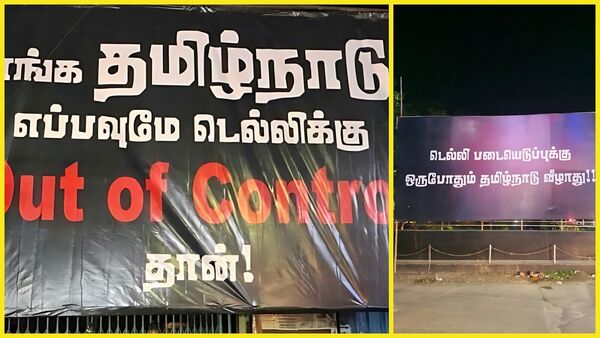 தமிழ்நாடு
எப்பவுமே டெல்லிக்கு
Out of Contro
தான்!
டெல்லி படையெடுப்புக்கு
ஒருபோதும் தமிழ்நாடு வீழாது!!